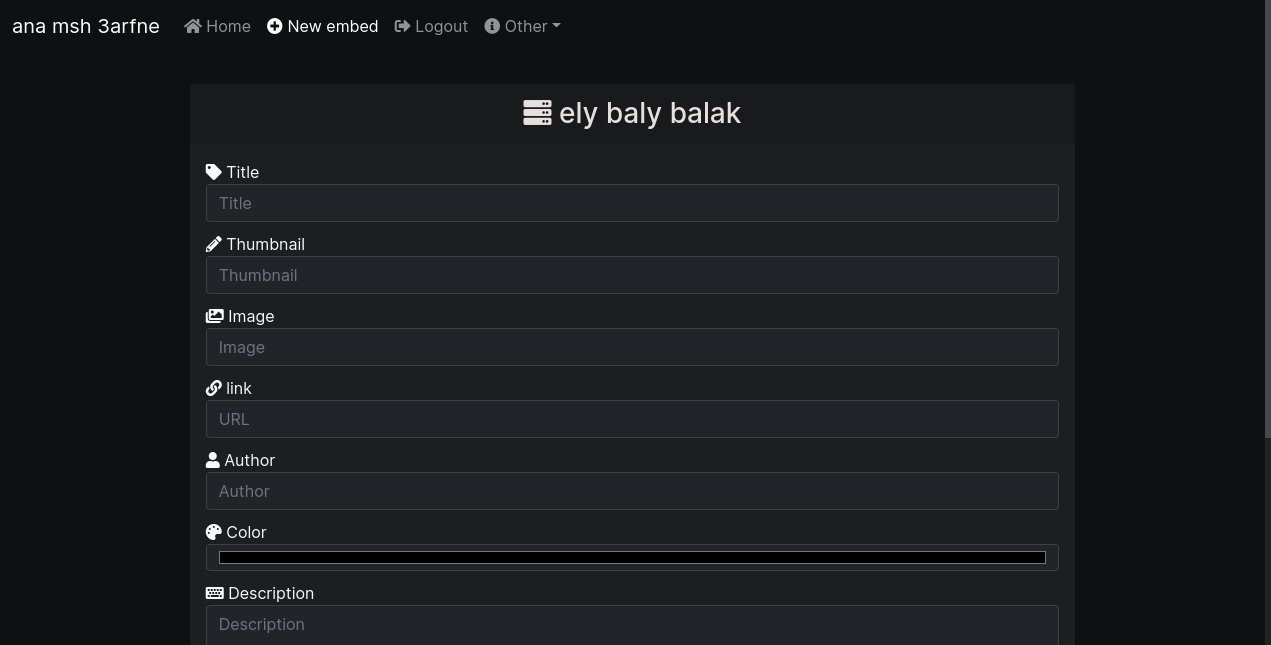 ana msh 3arfne Home New embed Logout Other
ely baly balak
Title
Title
Thumbnail
Thumbnail
Image
Image
link
URL
Author
Author
Color
Description
Description